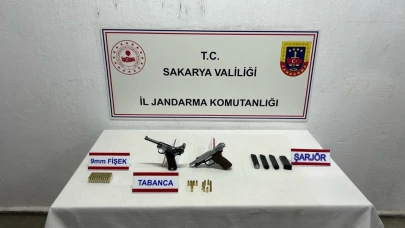 T.C.
SAKARYA VALİLİĞİ
İL JANDARMA KOMUTANLIĞI
9mm FİŞEK
TABANCA
ŞARJÖR